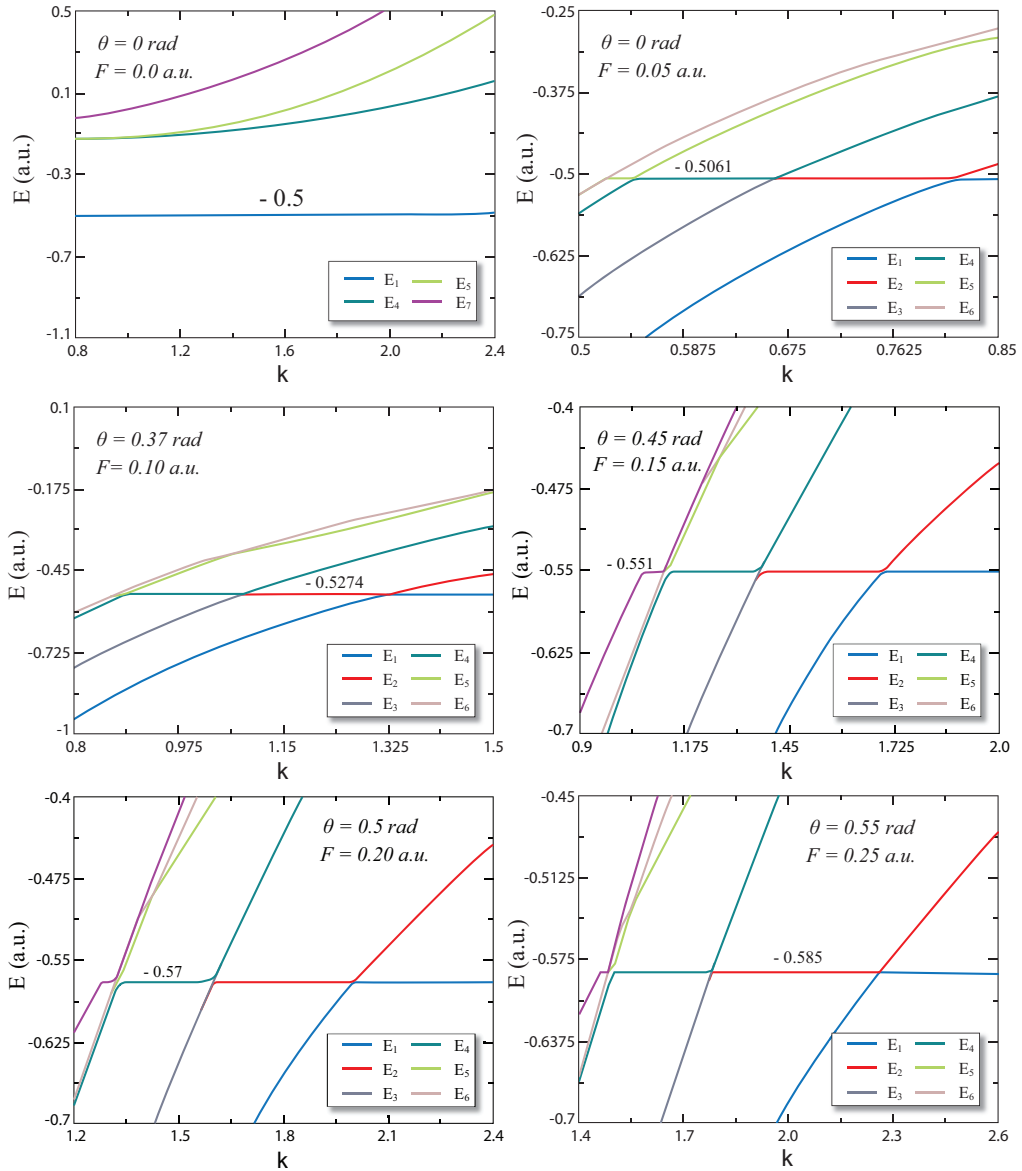 θ = 0 rad
F = 0.0 a.u.
- 0.5
E (a.u.)
0.5
0.1
-0.3
-0.7
-1.1
0.8 1.2 1.6 2.0 2.4
k
E₁ E₅
E₄ E₇
θ = 0 rad
F = 0.05 a.u.
- 0.5061
E (a.u.)
-0.25
-0.375
-0.5
-0.625
-0.75
0.5 0.5875 0.675 0.7625 0.85
k
E₁ E₄
E₂ E₅
E₃ E₆
θ = 0.37 rad
F= 0.10 a.u.
- 0.5274
E (a.u.)
0.1
-0.175
-0.45
-0.725
-1
0.8 0.975 1.15 1.325 1.5
k
E₁ E₄
E₂ E₅
E₃ E₆
θ = 0.45 rad
F = 0.15 a.u.
- 0.551
E (a.u.)
-0.4
-0.475
-0.55
-0.625
-0.7
0.9 1.175 1.45 1.725 2.0
k
E₁ E₄
E₂ E₅
E₃ E₆
θ = 0.5 rad
F = 0.20 a.u.
- 0.57
E (a.u.)
-0.4
-0.475
-0.55
-0.625
-0.7
1.2 1.5 1.8 2.1 2.4
k
E₁ E₄
E₂ E₅
E₃ E₆
θ = 0.55 rad
F = 0.25 a.u.
- 0.585
E (a.u.)
-0.45
-0.5125
-0.575
-0.6375
-0.7
1.4 1.7 2.0 2.3 2.6
k
E₁ E₄
E₂ E₅
E₃ E₆